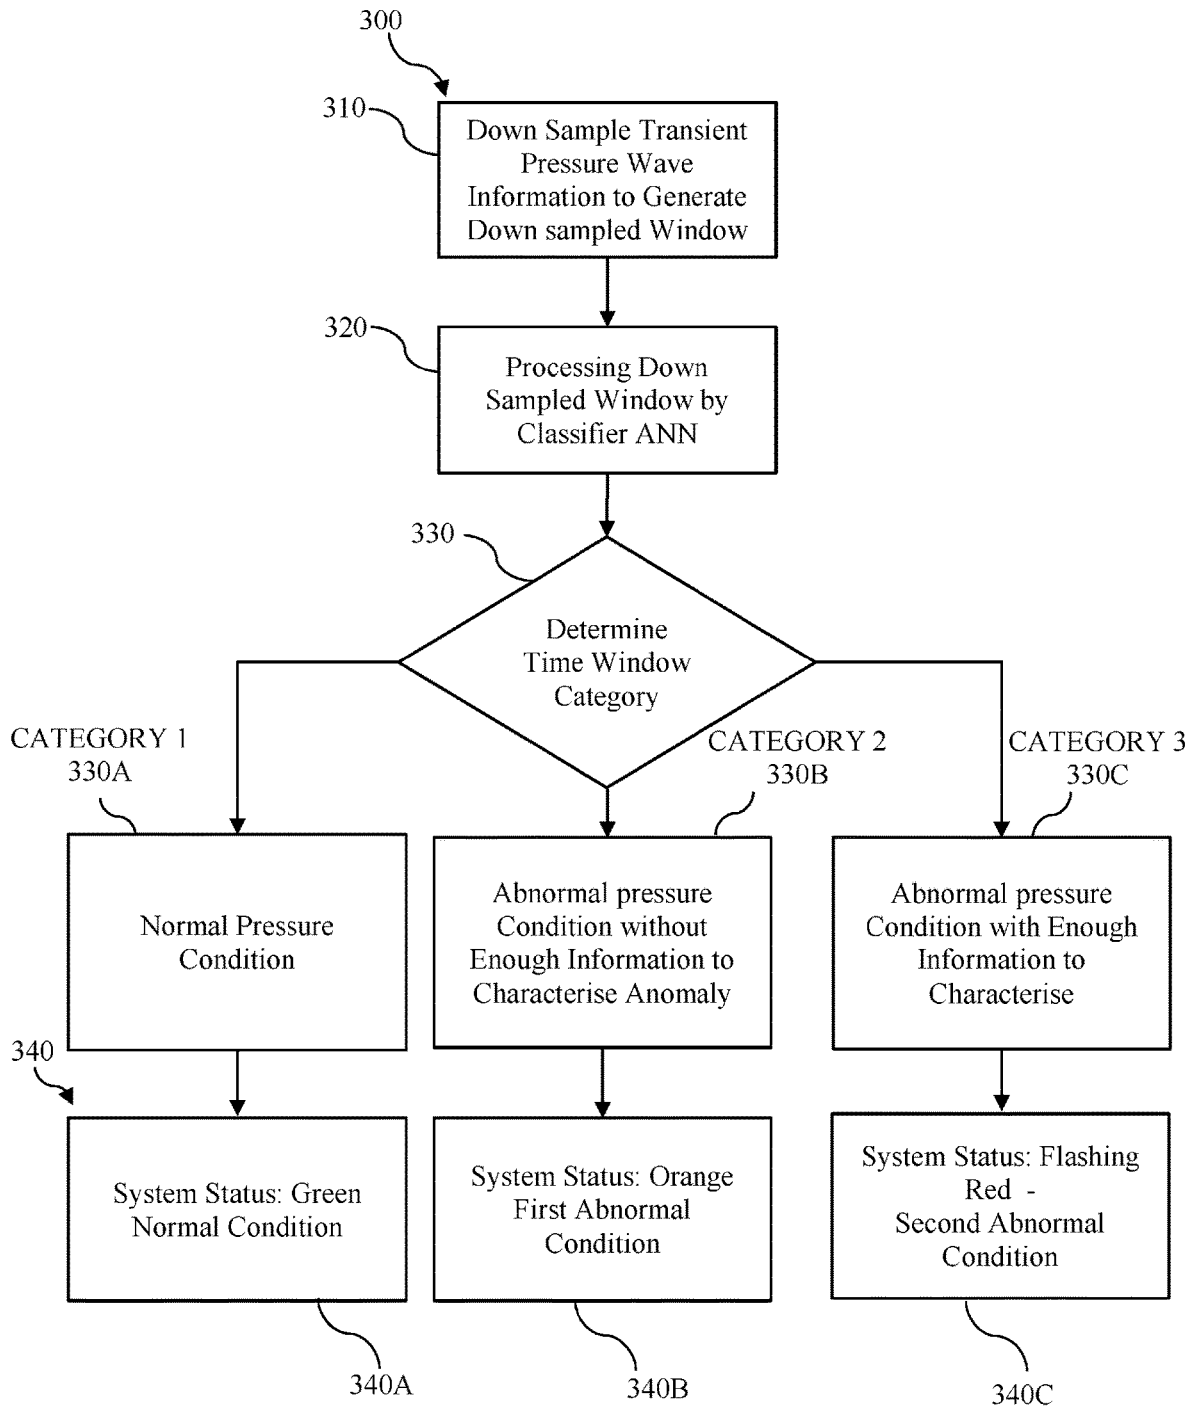 300
310
Down Sample Transient
Pressure Wave
Information to Generate
Down sampled Window
320
Processing Down
Sampled Window by
Classifier ANN
330
Determine
Time Window
Category
CATEGORY 1
330A
CATEGORY 2
330B
CATEGORY 3
330C
Normal Pressure
Condition
Abnormal pressure
Condition without
Enough Information to
Characterise Anomaly
Abnormal pressure
Condition with Enough
Information to
Characterise
340
System Status: Green
Normal Condition
System Status: Orange
First Abnormal
Condition
System Status: Flashing
Red -
Second Abnormal
Condition
340A
340B
340C